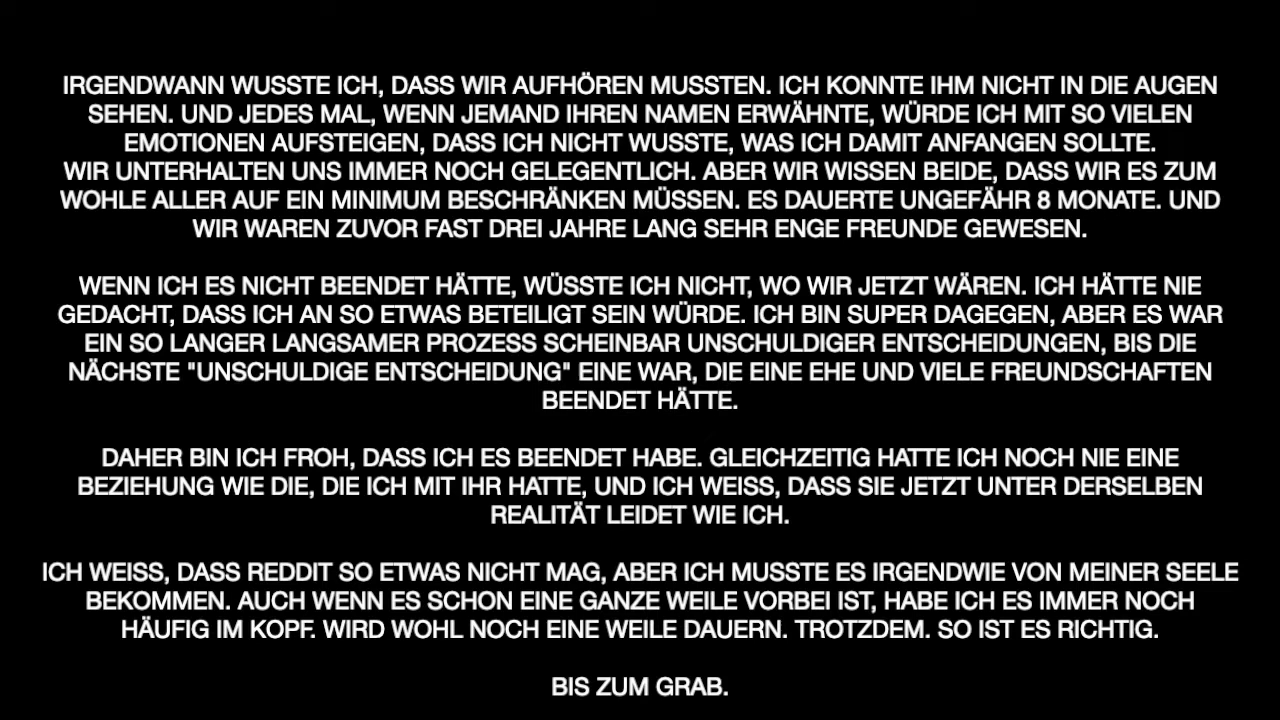 IRGENDWANN WUSSTE ICH, DASS WIR AUFHÖREN MUSSTEN. ICH KONNTE IHM NICHT IN DIE AUGEN
SEHEN. UND JEDES MAL, WENN JEMAND IHREN NAMEN ERWÄHNTE, WÜRDE ICH MIT SO VIELEN
EMOTIONEN AUFSTEIGEN, DASS ICH NICHT WUSSTE, WAS ICH DAMIT ANFANGEN SOLLTE.
WIR UNTERHALTEN UNS IMMER NOCH GELEGENTLICH. ABER WIR WISSEN BEIDE, DASS WIR ES ZUM
WOHLE ALLER AUF EIN MINIMUM BESCHRÄNKEN MÜSSEN. ES DAUERTE UNGEFÄHR 8 MONATE. UND
WIR WAREN ZUVOR FAST DREI JAHRE LANG SEHR ENGE FREUNDE GEWESEN.
WENN ICH ES NICHT BEENDET HÄTTE, WÜSSTE ICH NICHT, WO WIR JETZT WÄREN. ICH HÄTTE NIE
GEDACHT, DASS ICH AN SO ETWAS BETEILIGT SEIN WÜRDE. ICH BIN SUPER DAGEGEN, ABER ES WAR
EIN SO LANGER LANGSAMER PROZESS SCHEINBAR UNSCHULDIGER ENTSCHEIDUNGEN, BIS DIE
NÄCHSTE "UNSCHULDIGE ENTSCHEIDUNG" EINE WAR, DIE EINE EHE UND VIELE FREUNDSCHAFTEN
BEENDET HÄTTE.
DAHER BIN ICH FROH, DASS ICH ES BEENDET HABE. GLEICHZEITIG HATTE ICH NOCH NIE EINE
BEZIEHUNG WIE DIE, DIE ICH MIT IHR HATTE, UND ICH WEISS, DASS SIE JETZT UNTER DERSELBEN
REALITÄT LEIDET WIE ICH.
ICH WEISS, DASS REDDIT SO ETWAS NICHT MAG, ABER ICH MUSSTE ES IRGENDWIE VON MEINER SEELE
BEKOMMEN. AUCH WENN ES SCHON EINE GANZE WEILE VORBEI IST, HABE ICH ES IMMER NOCH
HÄUFIG IM KOPF. WIRD WOHL NOCH EINE WEILE DAUERN. TROTZDEM. SO IST ES RICHTIG.
BIS ZUM GRAB.